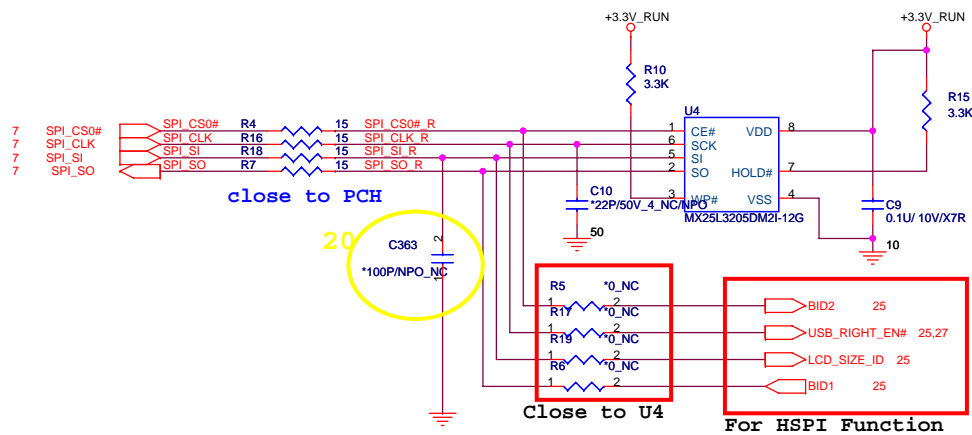 +3.3V_RUN
+3.3V_RUN
R10
3.3K
R15
3.3K
U4
7 SPI_CS0# SPI_CS0# R4 15 SPI_CS0#_R 1 CE# VDD 8
7 SPI_CLK SPI_CLK R16 15 SPI_CLK_R 6 SCK
7 SPI_SI SPI_SI R18 15 SPI_SI_R 5 SI
7 SPI_SO SPI_SO R7 15 SPI_SO_R 2 SO HOLD# 7
close to PCH
3 WP# VSS 4
MX25L3205DM2I-12G
C10
*22P/50V_4_NC/NPO
50
C9
0.1U/ 10V/X7R
10
20
C363
2
*100P/NPO_NC
1
R5 *0_NC
1 2 BID2 25
R17 *0_NC
1 2 USB_RIGHT_EN# 25,27
R19 *0_NC
1 2 LCD_SIZE_ID 25
R6 *0_NC
1 2 BID1 25
Close to U4
For HSPI Function